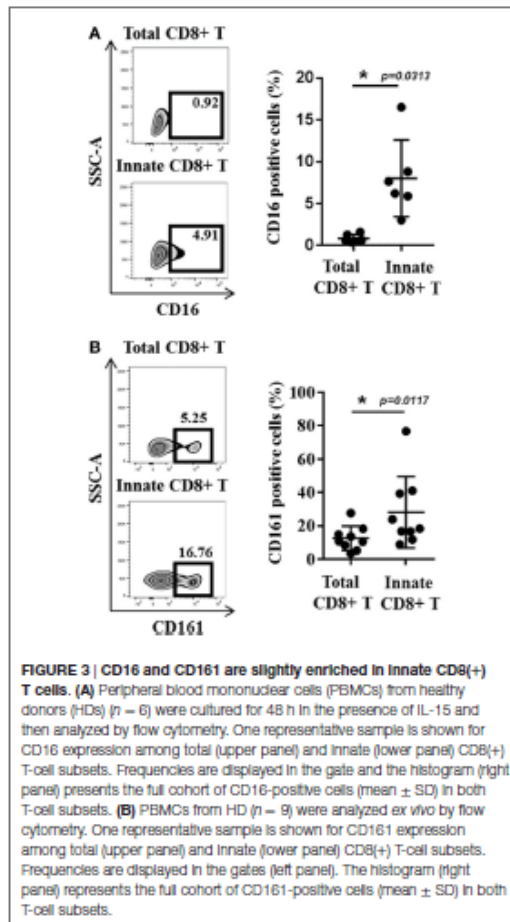 A Total CD8+ T
0.92
Innate CD8+ T
4.91
SSC-A
CD16
CD16 positive cells (%)
20
15
10
5
0
* p=0.0313
Total CD8+ T
Innate CD8+ T
B Total CD8+ T
5.25
Innate CD8+ T
16.76
SSC-A
CD161
CD161 positive cells (%)
100
80
60
40
20
0
* p=0.0117
Total CD8+ T
Innate CD8+ T
FIGURE 3 | CD16 and CD161 are slightly enriched in innate CD8(+)
T cells. (A) Peripheral blood mononuclear cells (PBMCs) from healthy
donors (HDs) (n = 6) were cultured for 48 h in the presence of IL-15 and
then analyzed by flow cytometry. One representative sample is shown for
CD16 expression among total (upper panel) and innate (lower panel) CD8(+)
T-cell subsets. Frequencies are displayed in the gate and the histogram (right
panel) presents the full cohort of CD16-positive cells (mean ± SD) in both
T-cell subsets. (B) PBMCs from HD (n = 9) were analyzed ex vivo by flow
cytometry. One representative sample is shown for CD161 expression
among total (upper panel) and innate (lower panel) CD8(+) T-cell subsets.
Frequencies are displayed in the gates (left panel). The histogram (right
panel) represents the full cohort of CD161-positive cells (mean ± SD) in both
T-cell subsets.